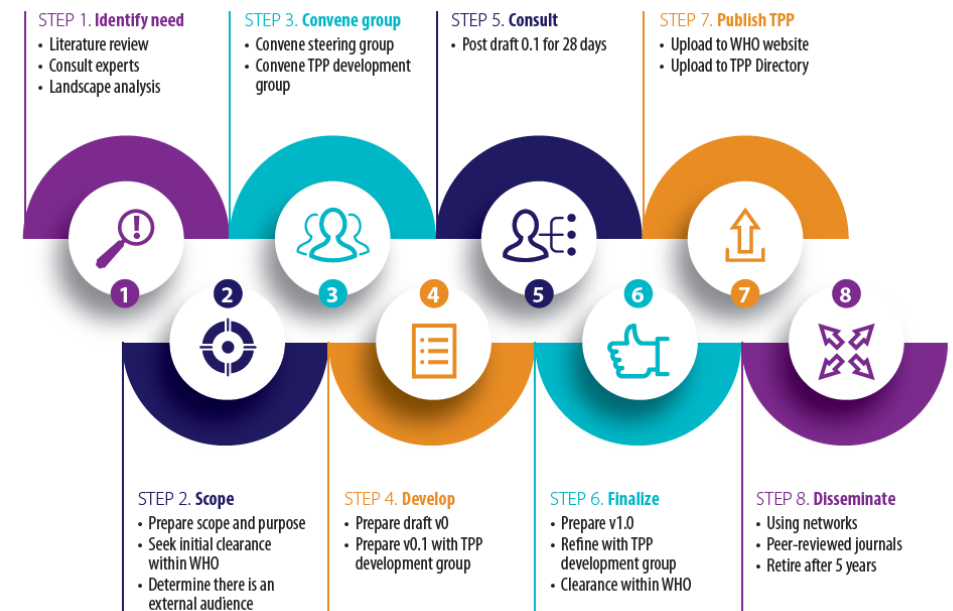 STEP 1. Identify need
• Literature review
• Consult experts
• Landscape analysis
STEP 3. Convene group
• Convene steering group
• Convene TPP development
group
STEP 5. Consult
• Post draft 0.1 for 28 days
STEP 7. Publish TPP
• Upload to WHO website
• Upload to TPP Directory
1
2
3
4
5
6
7
8
STEP 2. Scope
• Prepare scope and purpose
• Seek initial clearance
within WHO
• Determine there is an
external audience
STEP 4. Develop
• Prepare draft v0
• Prepare v0.1 with TPP
development group
STEP 6. Finalize
• Prepare v1.0
• Refine with TPP
development group
• Clearance within WHO
STEP 8. Disseminate
• Using networks
• Peer-reviewed journals
• Retire after 5 years